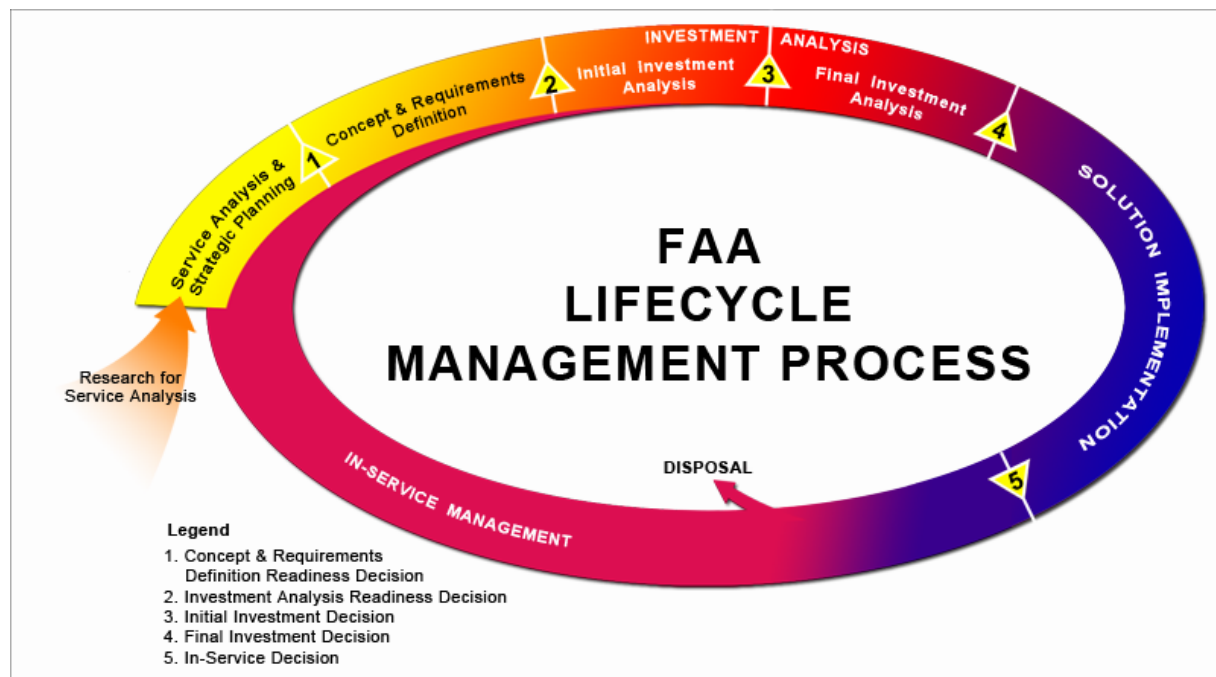 INVESTMENT ANALYSIS
Initial Investment
Analysis
Final Investment
Analysis
Concept & Requirements
Definition
Service Analysis &
Strategic Planning
1
2
3
4
SOLUTION IMPLEMENTATION
FAA
LIFECYCLE
MANAGEMENT PROCESS
Research for
Service Analysis
DISPOSAL
5
IN-SERVICE MANAGEMENT
Legend
1. Concept & Requirements
Definition Readiness Decision
2. Investment Analysis Readiness Decision
3. Initial Investment Decision
4. Final Investment Decision
5. In-Service Decision